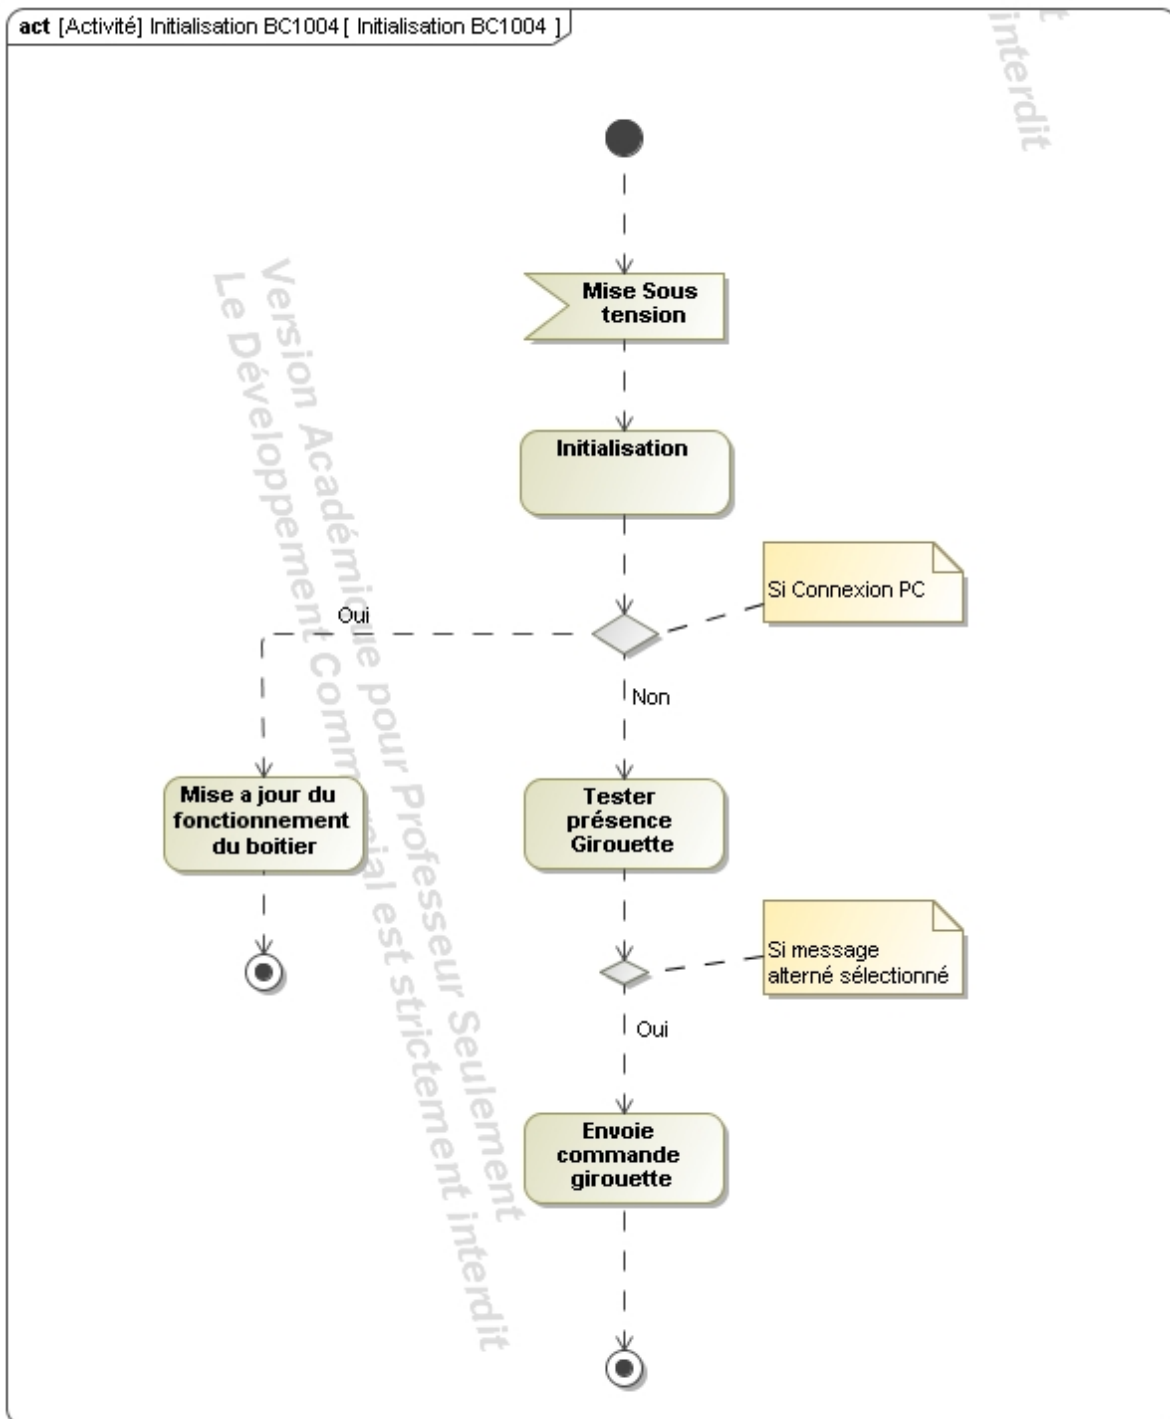 act [Activité] Initialisation BC1004 [ Initialisation BC1004 ]
interdit
Mise Sous
tension
Initialisation
Si Connexion PC
Oui
Non
Mise a jour du
fonctionnement
du boitier
Tester
présence
Girouette
Si message
alterné sélectionné
Oui
Envoie
commande
girouette
Version Académique pour Professeur Seulement
Le Développement Commercial est strictement interdit